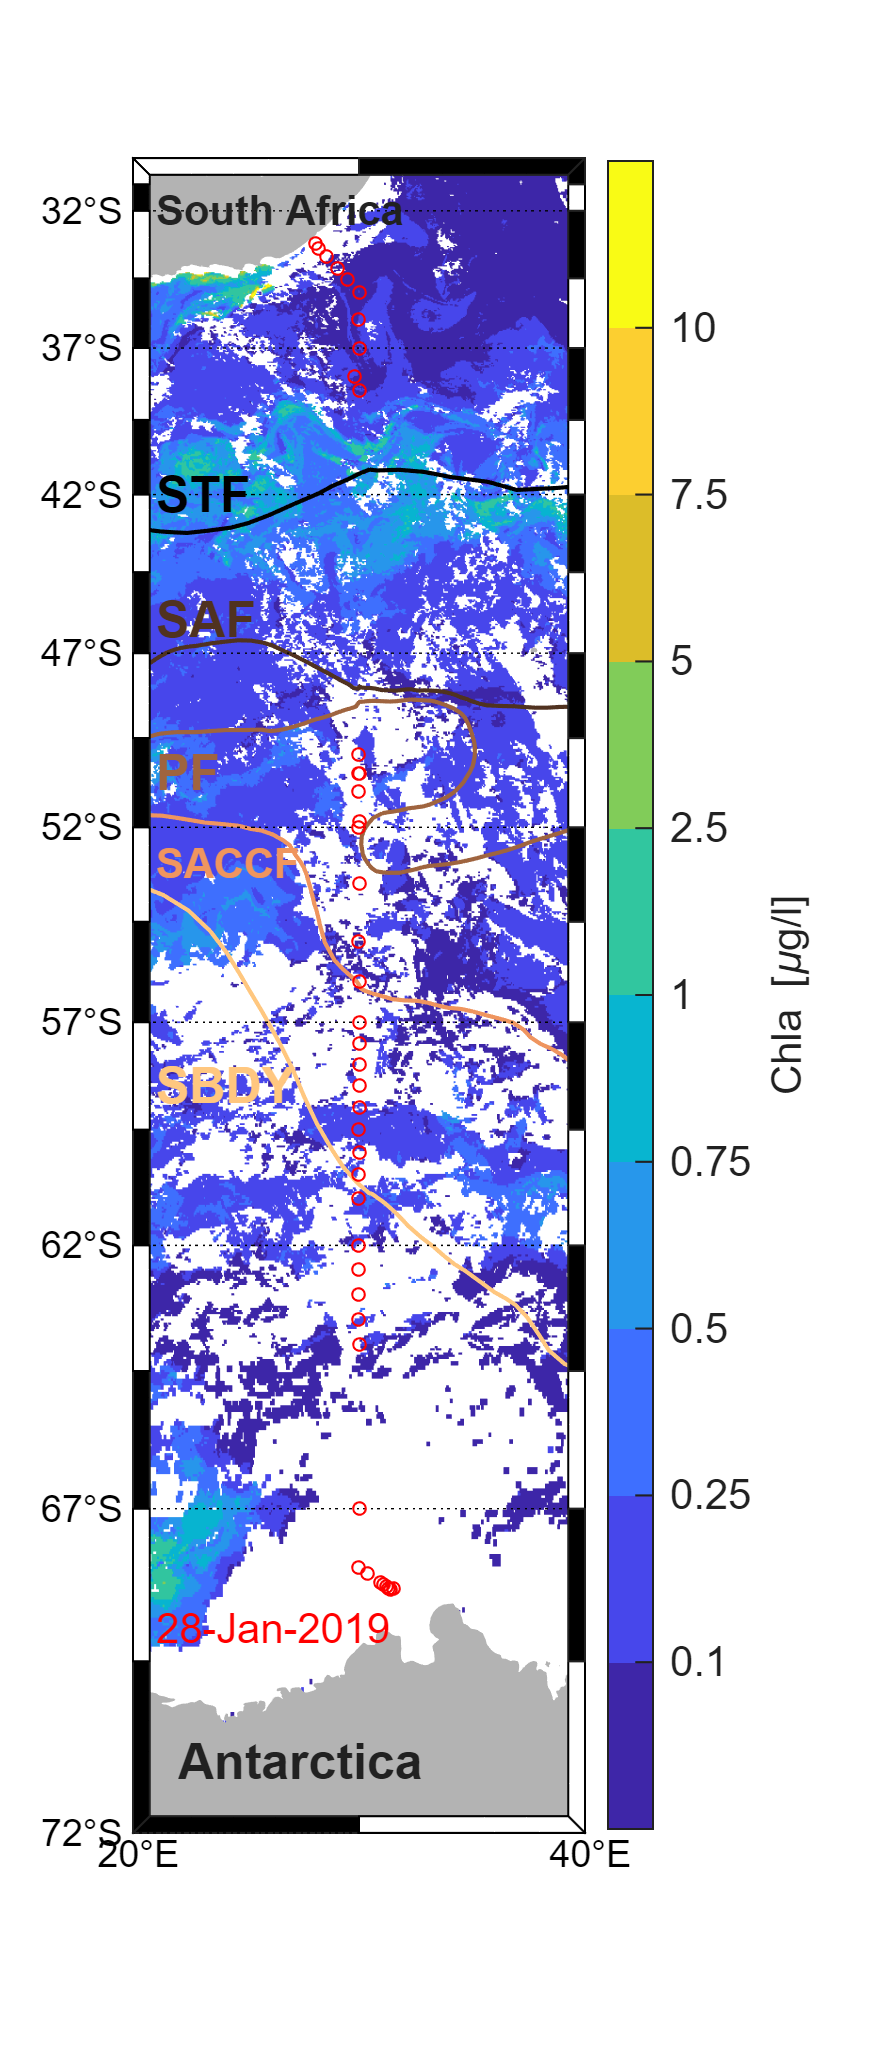 South Africa
32°S
37°S
42°S
47°S
52°S
57°S
62°S
67°S
72°S
STF
SAF
PF
SACCF
SBDY
28-Jan-2019
Antarctica
20°E
40°E
10
7.5
5
2.5
1
0.75
0.5
0.25
0.1
Chla [µg/l]